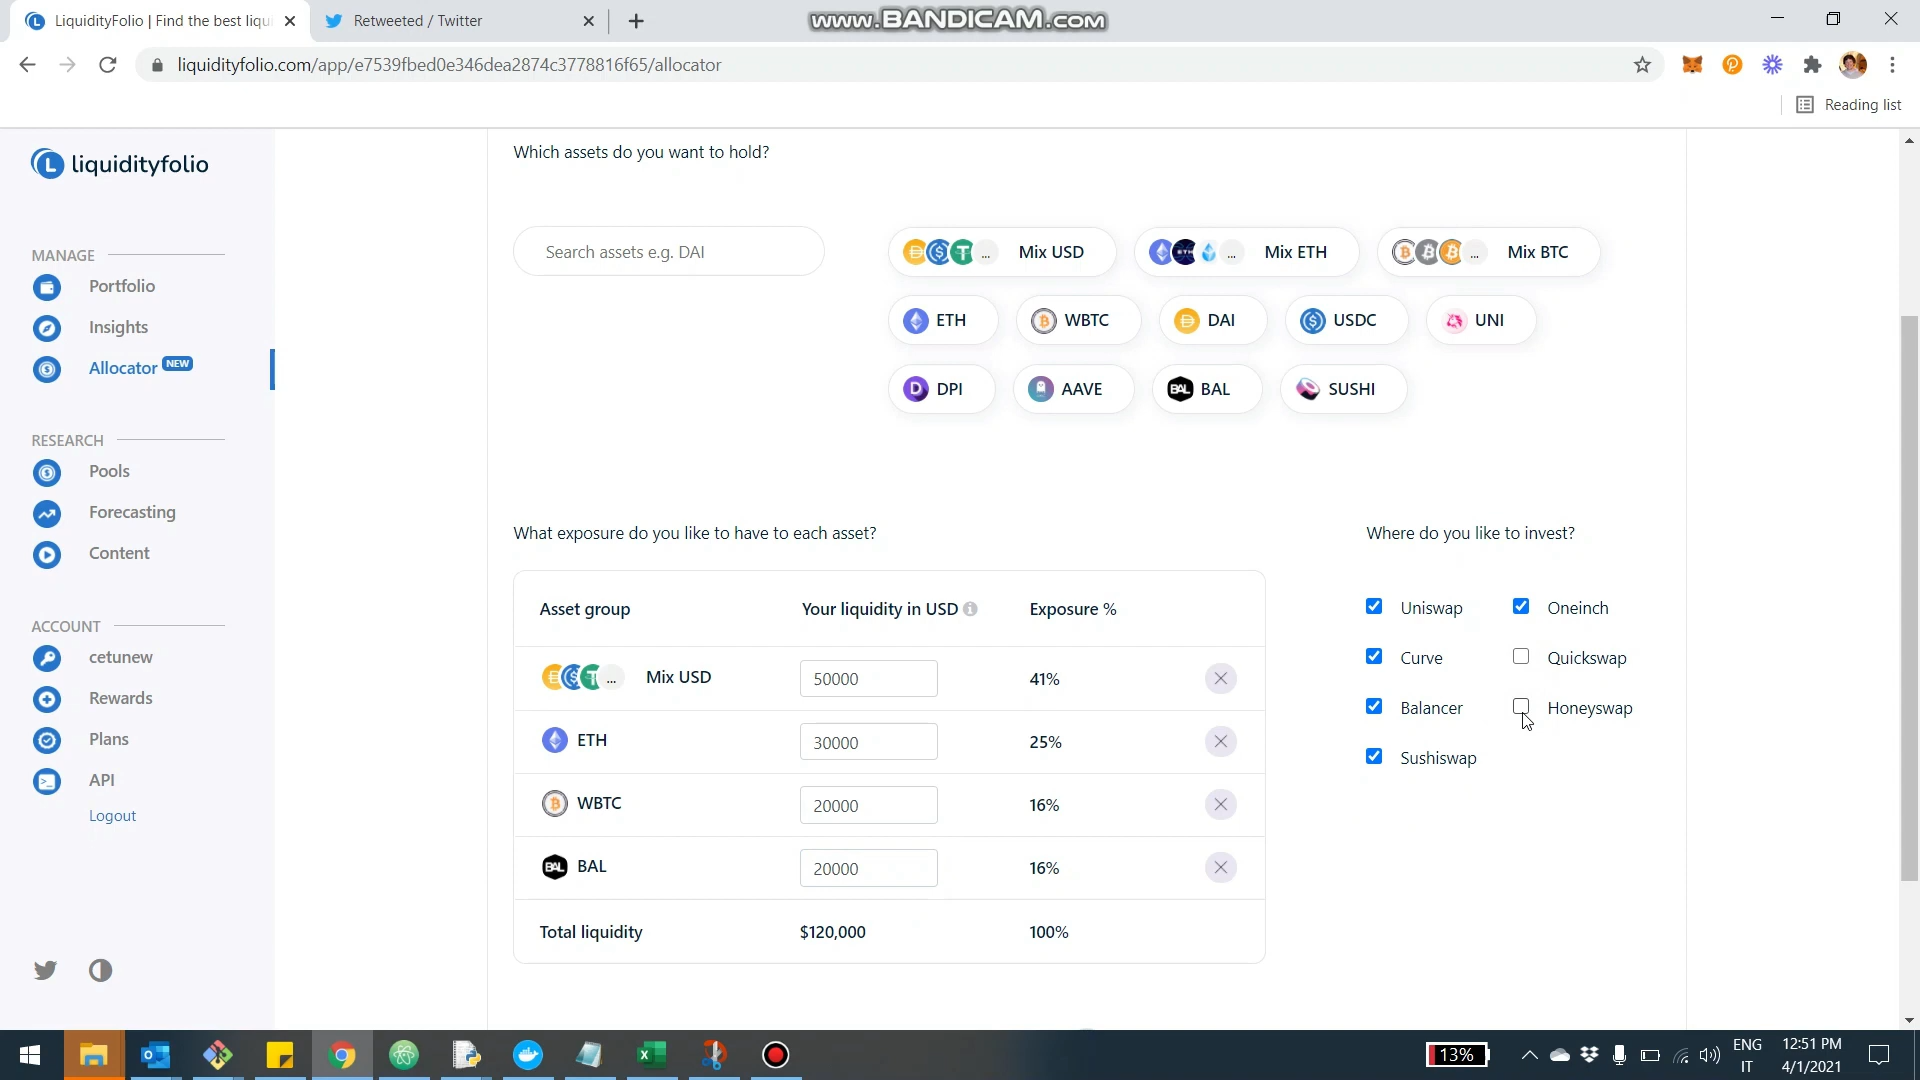 LiquidityFolio | Find the best liqu
Retweeted / Twitter
www.BANDICAM.com
liquidityfolio.com/app/e7539fbed0e346dea2874c3778816f65/allocator
Reading list
liquidityfolio
MANAGE
Portfolio
Insights
Allocator NEW
RESEARCH
Pools
Forecasting
Content
ACCOUNT
cetunew
Rewards
Plans
API
Logout
Which assets do you want to hold?
Search assets e.g. DAI
... Mix USD ... Mix ETH ... Mix BTC
ETH WBTC DAI USDC UNI
DPI AAVE BAL BAL SUSHI
What exposure do you like to have to each asset?
Asset group Your liquidity in USD Exposure %
... Mix USD 50000 41%
ETH 30000 25%
WBTC 20000 16%
BAL BAL 20000 16%
Total liquidity $120,000 100%
Where do you like to invest?
Uniswap Oneinch
Curve Quickswap
Balancer Honeyswap
Sushiswap
13% ENG 12:51 PM
IT 4/1/2021